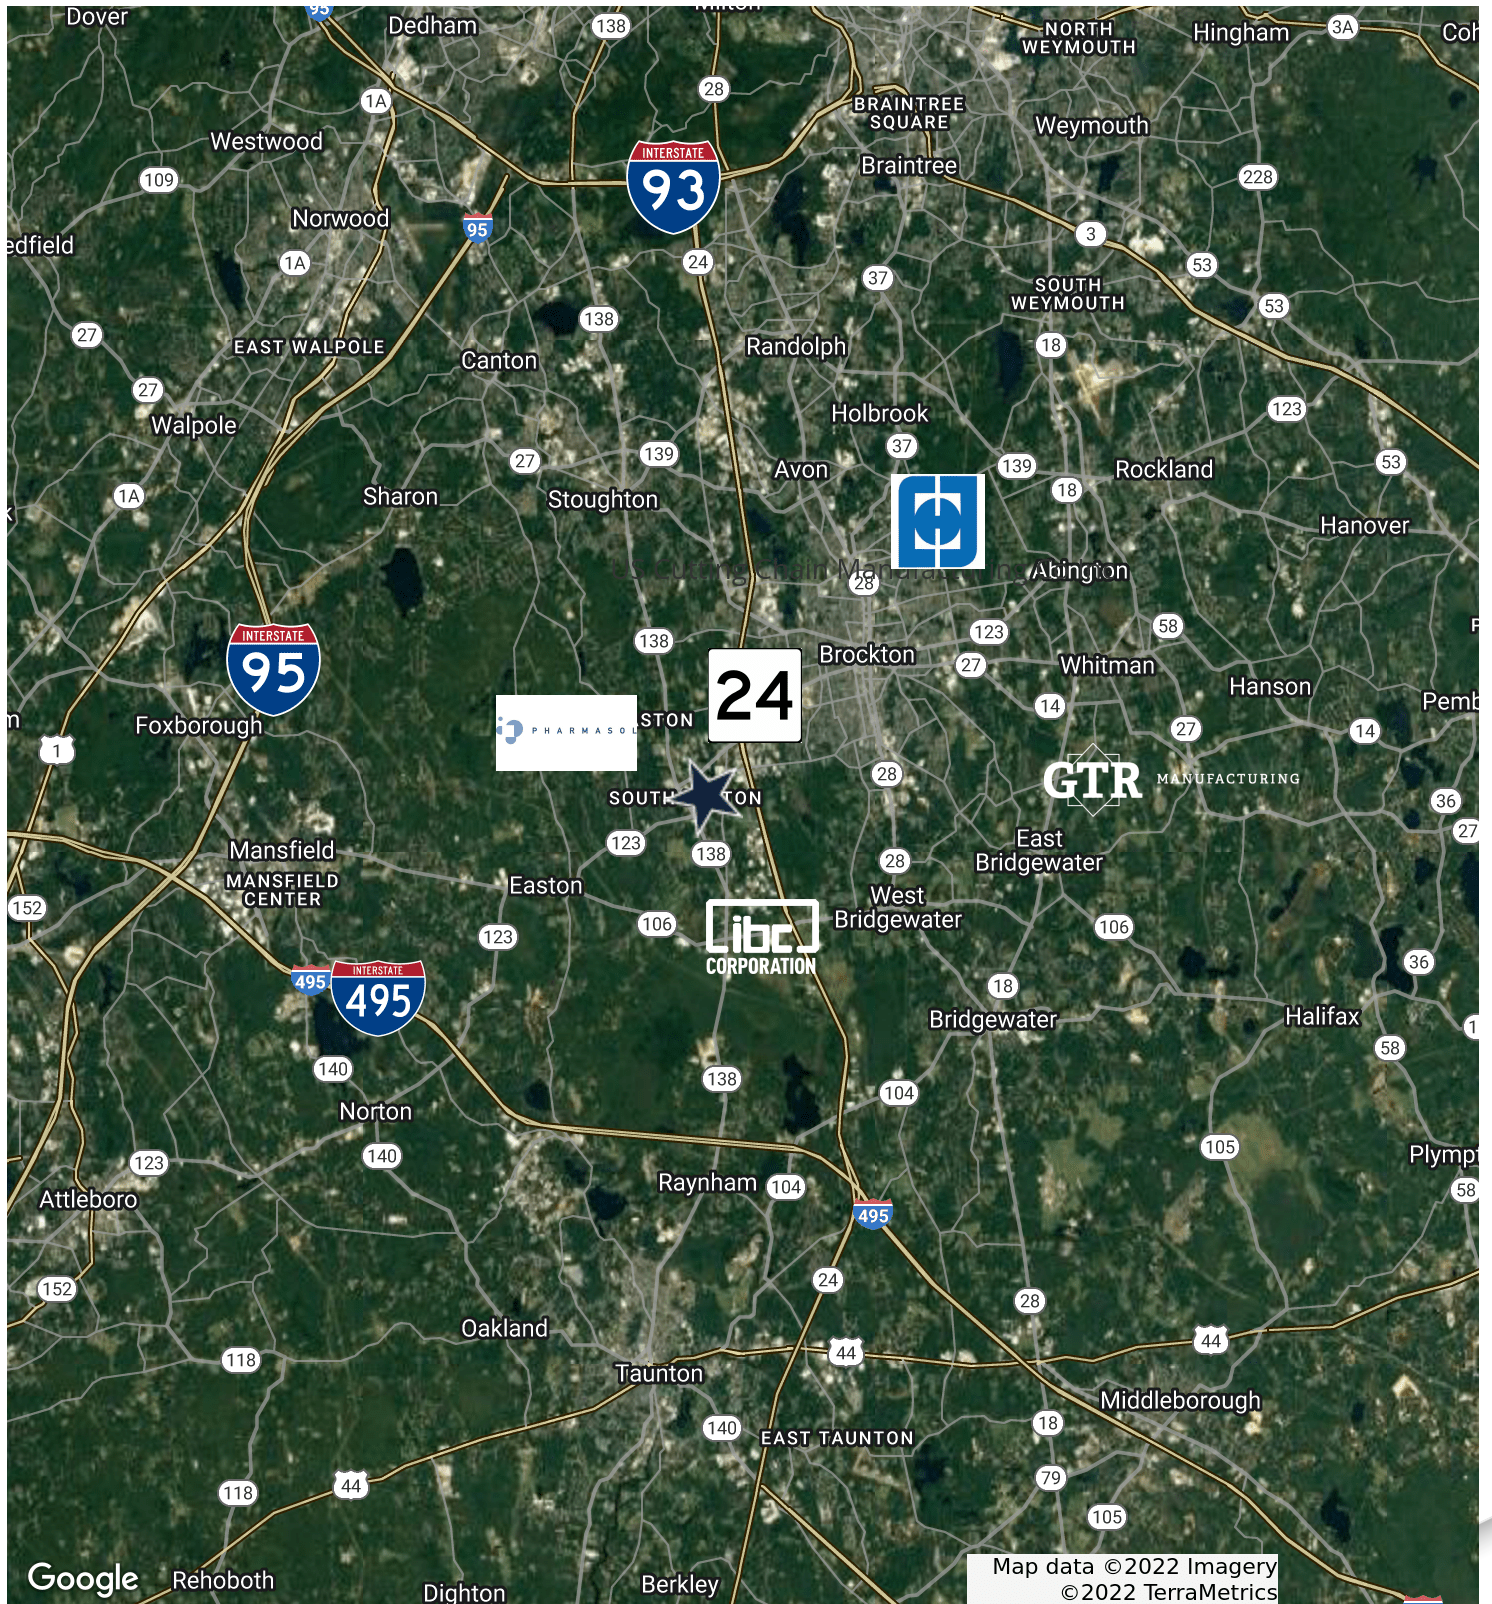 Dover
95
Dedham
138
Milton
NORTH
WEYMOUTH
Hingham
3A
Coh
1A
28
BRAINTREE
SQUARE
Weymouth
Westwood
INTERSTATE
93
Braintree
109
228
Norwood
95
3
edfield
1A
24
37
53
SOUTH
WEYMOUTH
53
27
138
EAST WALPOLE
Canton
Randolph
18
27
Walpole
Holbrook
123
37
27
139
Avon
139
Rockland
53
1A
Sharon
Stoughton
18
Hanover
Abington
28
138
123
58
INTERSTATE
95
Brockton
27
Whitman
Hanson
24
14
Pemb
Foxborough
PHARMASOL
ASTON
27
14
1
28
GTR MANUFACTURING
SOUTH
TON
36
27
123
138
Mansfield
MANSFIELD
CENTER
28
East
Bridgewater
Easton
West
Bridgewater
152
106
ibc
CORPORATION
106
123
36
495
INTERSTATE
495
18
Bridgewater
Halifax
58
140
138
104
Norton
123
140
105
Plympt
Raynham
104
58
Attleboro
495
152
24
28
Oakland
44
44
118
Taunton
Middleborough
140
EAST TAUNTON
18
118
44
79
105
Google
Rehoboth
Dighton
Berkley
Map data ©2022 Imagery
©2022 TerraMetrics